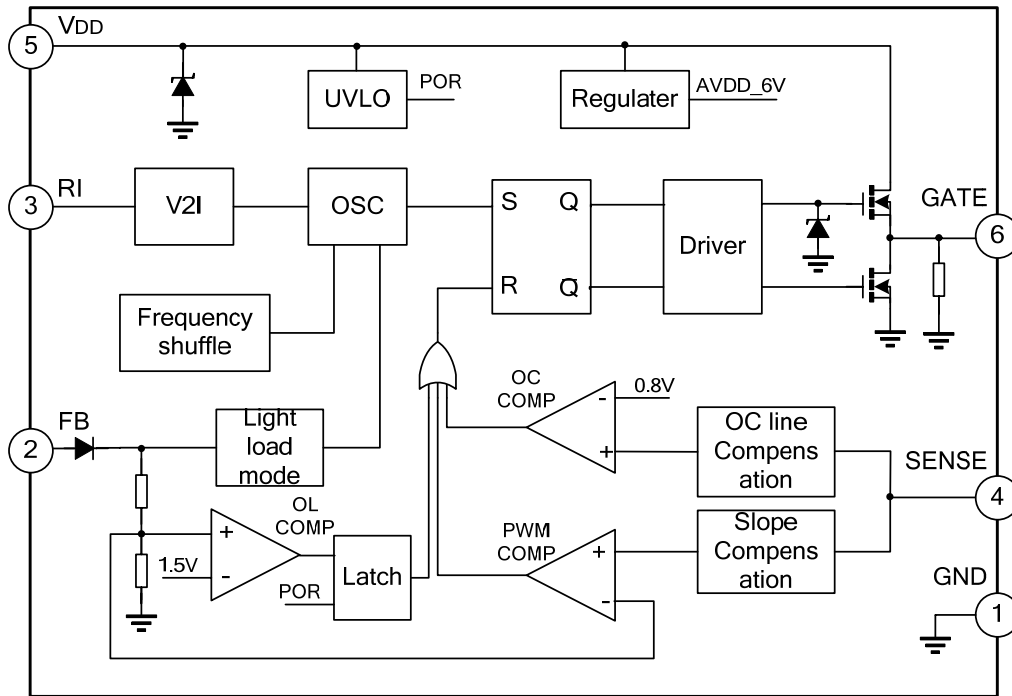 5
VDD
UVLO
POR
Regulater
AVDD_6V
3
RI
V2I
OSC
S
Q
R
Q
Driver
GATE
6
Frequency
shuffle
2
FB
Light
load
mode
OC
COMP
-
+
0.8V
OC line
Compens
ation
SENSE
4
OL
COMP
+
-
1.5V
POR
Latch
PWM
COMP
+
-
Slope
Compens
ation
GND
1